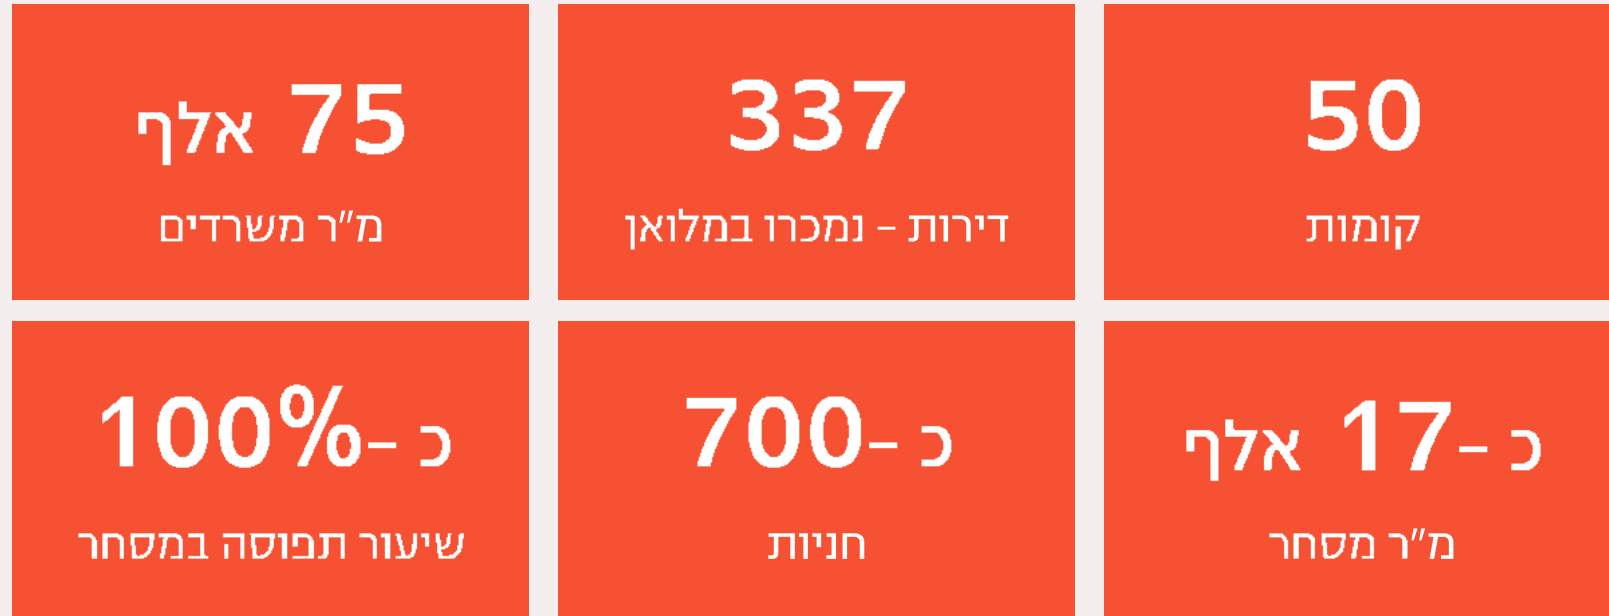 50
קומות
337
דירות – נמכרו במלואן
75 אלף
מ"ר משרדים
כ –17 אלף
מ"ר מסחר
כ –700
חניות
כ –100%
שיעור תפוסה במסחר